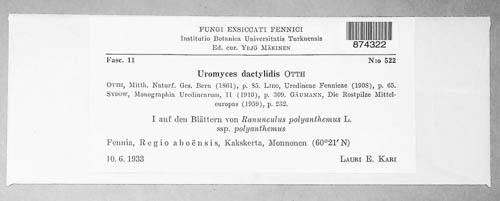 FUNGI EXSICCATI FENNICI
Instituto Botanica Universitatis Turkuensis
Ed. cur. YRJÖ MÄKINEN
874322
Fasc. 11
N:o 522
Uromyces dactylidis OTTH
OTTH, Mitth. Naturf. Ges. Bern (1861), p. 85. LIRO, Uredineae Fennicae (1908), p. 65.
SYDOW, Monographia Uredinearum, II (1910), p. 309. GÄUMANN, Die Rostpilze Mittel-
europas (1959), p. 232.
I auf den Blättern von Ranunculus polyanthemus L.
ssp. polyanthemus
Fennia, Regio aboënsis, Kakskerta, Monnonen (60°21′ N)
10. 6. 1933
LAURI E. KARI